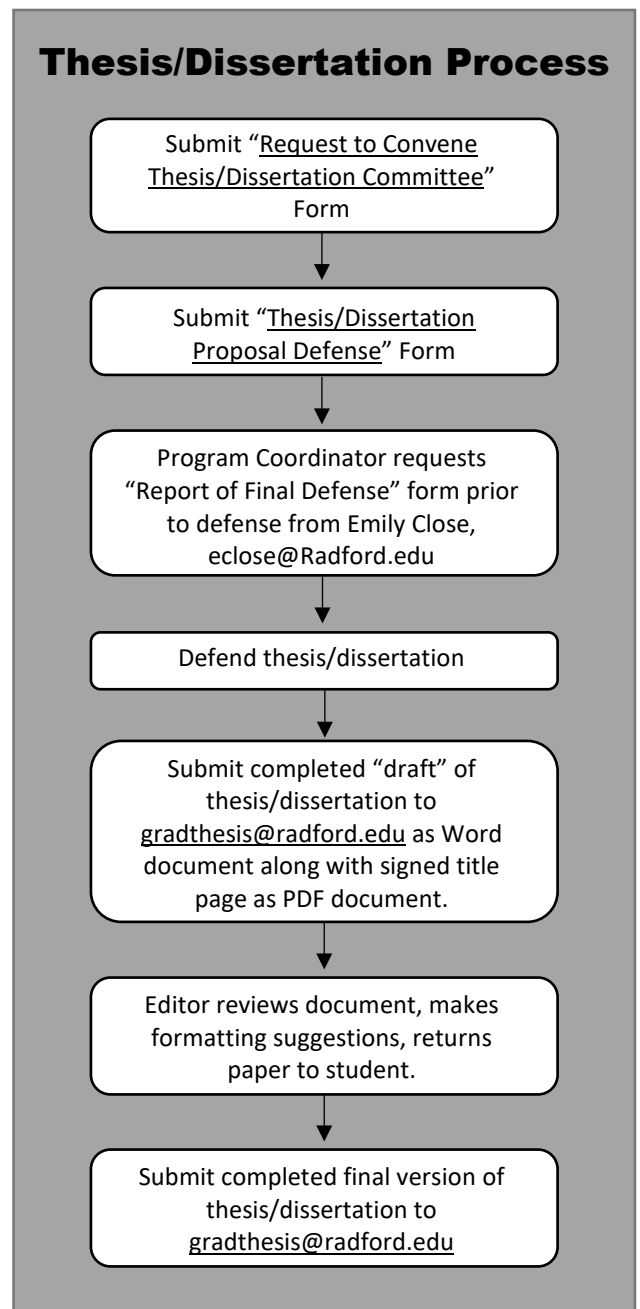 Thesis/Dissertation Process
Submit “Request to Convene
Thesis/Dissertation Committee”
Form
Submit “Thesis/Dissertation
Proposal Defense” Form
Program Coordinator requests
“Report of Final Defense” form prior
to defense from Emily Close,
eclose@Radford.edu
Defend thesis/dissertation
Submit completed “draft” of
thesis/dissertation to
gradthesis@radford.edu as Word
document along with signed title
page as PDF document.
Editor reviews document, makes
formatting suggestions, returns
paper to student.
Submit completed final version of
thesis/dissertation to
gradthesis@radford.edu